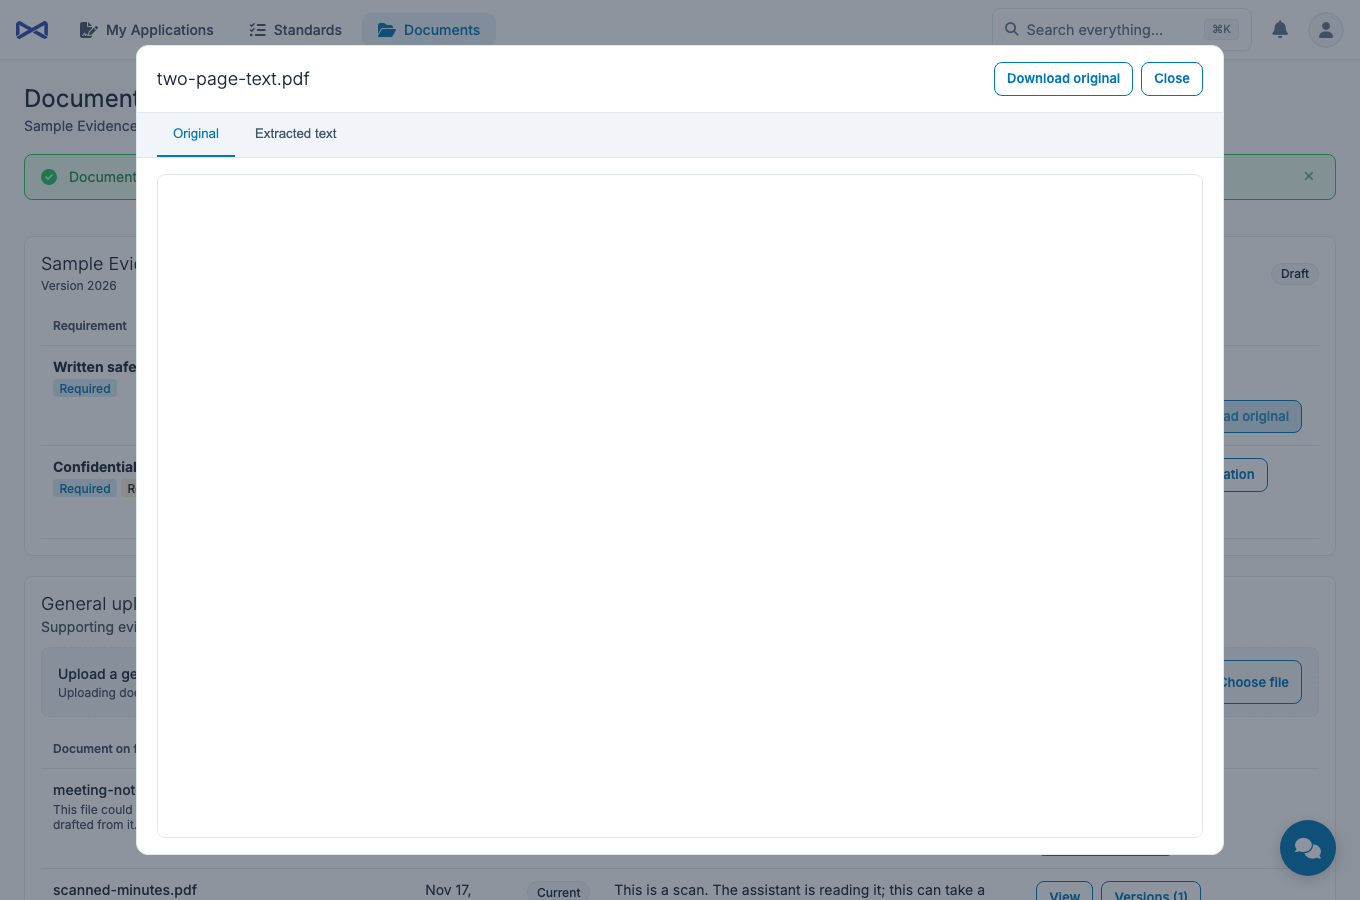 My Applications
Standards
Documents
Search everything...
⌘K
two-page-text.pdf
Download original
Close
Document
Sample Evidence
Original
Extracted text
Document
Sample Evi
Version 2026
Draft
Requirement
Written safe
Required
ad original
Confidential
ation
Required
General upl
Supporting evi
Upload a ge
Uploading doe
Choose file
Document on f
meeting-not
This file could
drafted from it.
scanned-minutes.pdf
Nov 17,
Current
This is a scan. The assistant is reading it; this can take a
View
Versions (1)